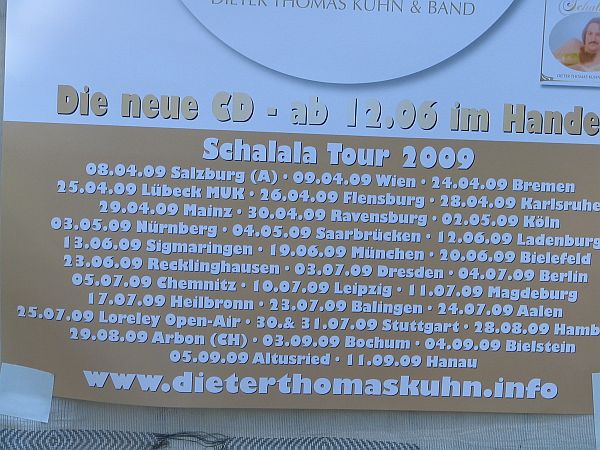 DIETER THOMAS KUHN & BAND
DIETER THOMAS KUHN
Die neue CD - ab 12.06 im Hande
Schalala Tour 2009
08.04.09 Salzburg (A) · 09.04.09 Wien · 24.04.09 Bremen
25.04.09 Lübeck MUK · 26.04.09 Flensburg · 28.04.09 Karlsruhe
29.04.09 Mainz · 30.04.09 Ravensburg · 02.05.09 Köln
03.05.09 Nürnberg · 04.05.09 Saarbrücken · 12.06.09 Ladenburg
13.06.09 Sigmaringen · 19.06.09 München · 20.06.09 Bielefeld
23.06.09 Recklinghausen · 03.07.09 Dresden · 04.07.09 Berlin
05.07.09 Chemnitz · 10.07.09 Leipzig · 11.07.09 Magdeburg
17.07.09 Heilbronn · 23.07.09 Balingen · 24.07.09 Aalen
25.07.09 Loreley Open-Air · 30.& 31.07.09 Stuttgart · 28.08.09 Hamb
29.08.09 Arbon (CH) · 03.09.09 Bochum · 04.09.09 Bielstein
05.09.09 Altusried · 11.09.09 Hanau
www.dieterthomaskuhn.info